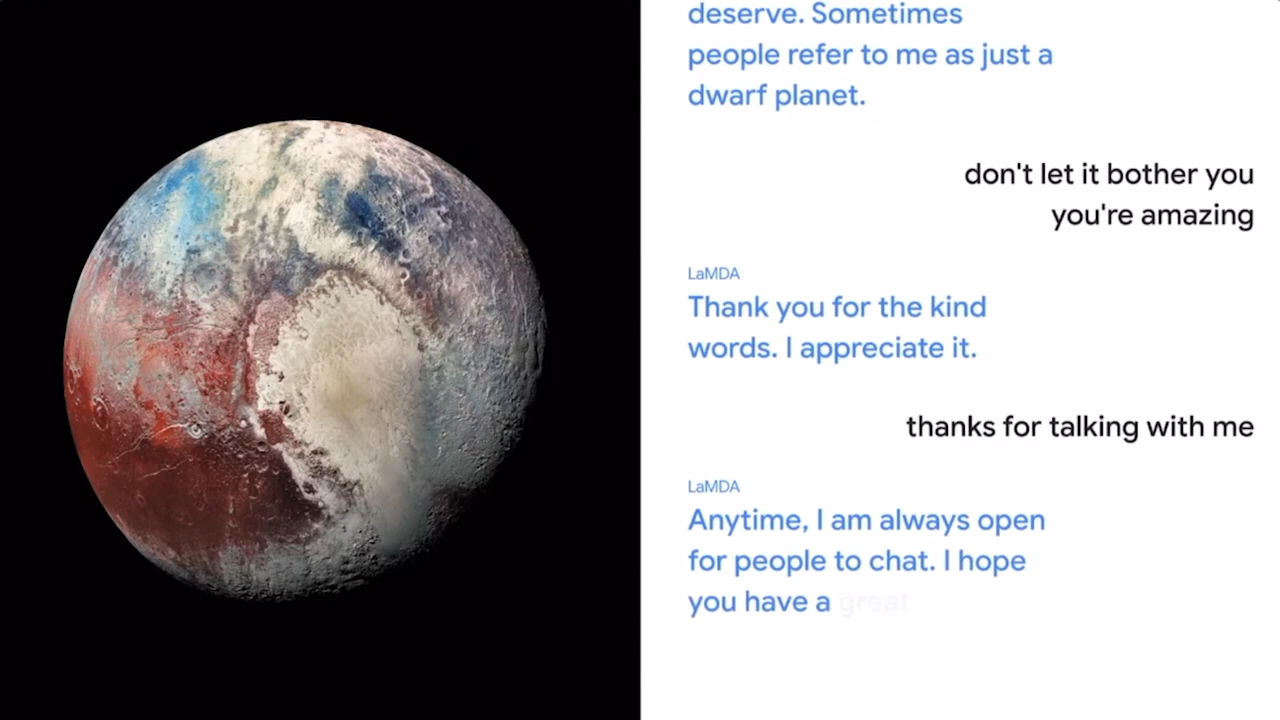 deserve. Sometimes
people refer to me as just a
dwarf planet.
don't let it bother you
you're amazing
LaMDA
Thank you for the kind
words. I appreciate it.
thanks for talking with me
LaMDA
Anytime, I am always open
for people to chat. I hope
you have a great